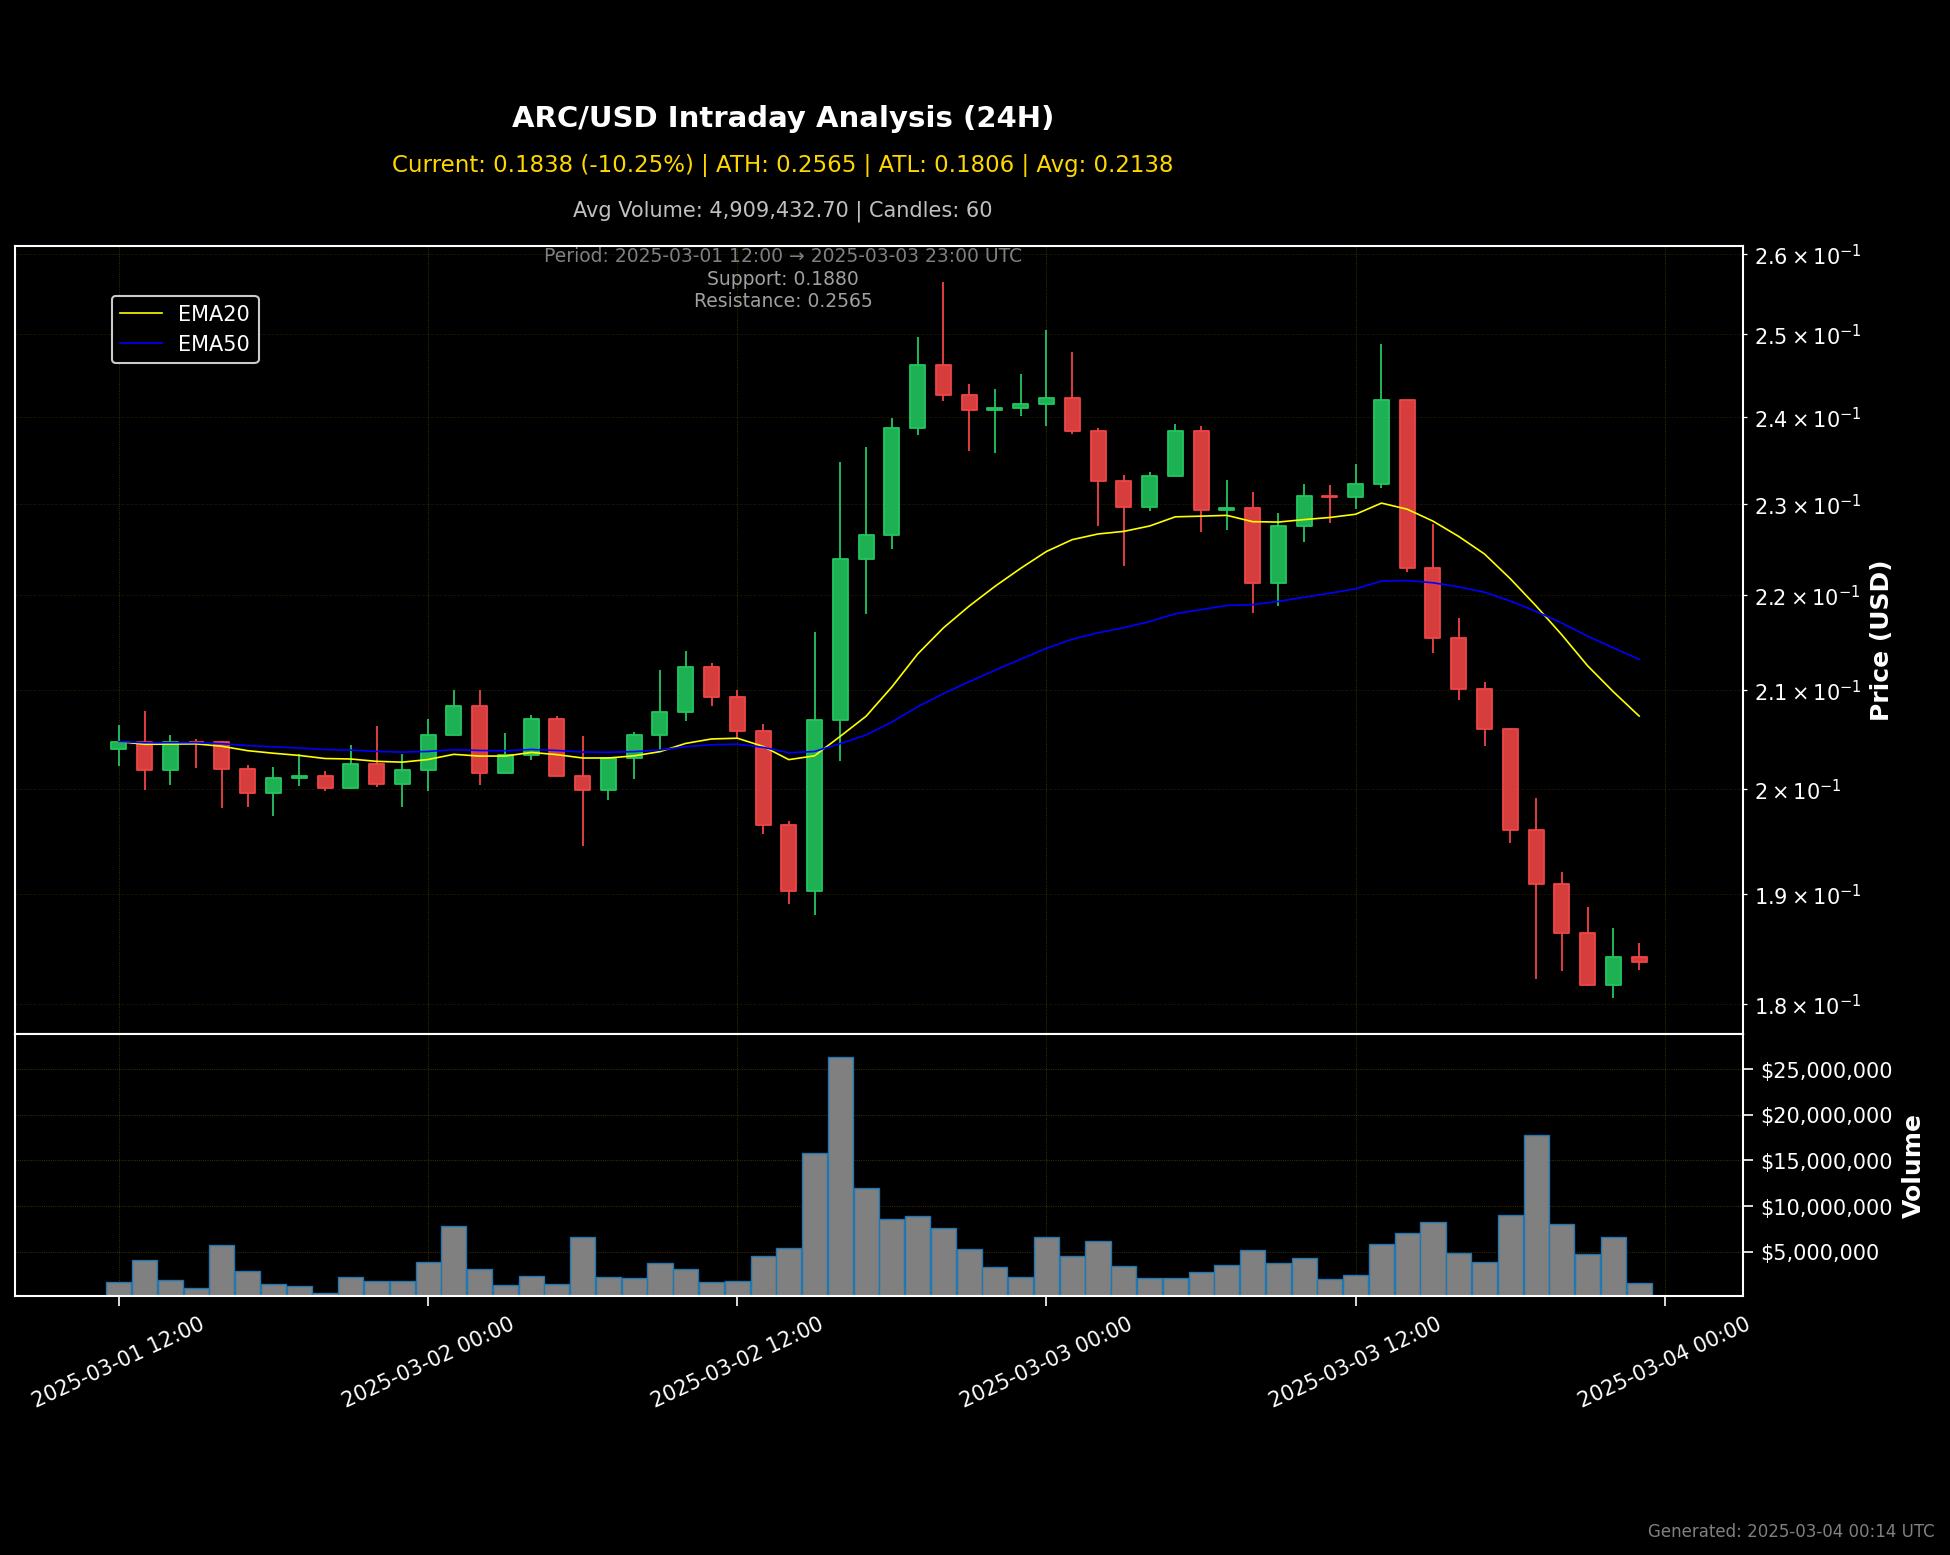 ARC/USD Intraday Analysis (24H)
Current: 0.1838 (-10.25%) | ATH: 0.2565 | ATL: 0.1806 | Avg: 0.2138
Avg Volume: 4,909,432.70 | Candles: 60
Period: 2025-03-01 12:00 → 2025-03-03 23:00 UTC
Support: 0.1880
Resistance: 0.2565
EMA20
EMA50
2.6×10⁻¹
2.5×10⁻¹
2.4×10⁻¹
2.3×10⁻¹
2.2×10⁻¹
2.1×10⁻¹
2×10⁻¹
1.9×10⁻¹
1.8×10⁻¹
Price (USD)
$25,000,000
$20,000,000
$15,000,000
$10,000,000
$5,000,000
Volume
2025-03-01 12:00
2025-03-02 00:00
2025-03-02 12:00
2025-03-03 00:00
2025-03-03 12:00
2025-03-04 00:00
Generated: 2025-03-04 00:14 UTC